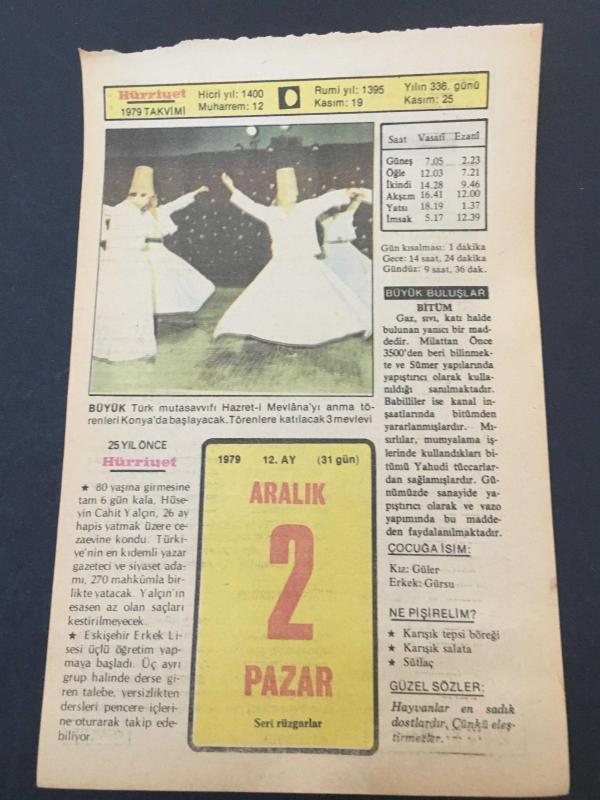 Hürriyet
1979 TAKVİMİ
Hicri yıl: 1400
Muharrem: 12
Rumi yıl: 1395
Kasım: 19
Yılın 336. günü
Kasım: 25
Saat Vasatî Ezanî
Güneş 7.05 2.23
Öğle 12.03 7.21
İkindi 14.28 9.46
Akşam 16.41 12.00
Yatsı 18.19 1.37
İmsak 5.17 12.39
Gün kısalması: 1 dakika
Gece: 14 saat, 24 dakika
Gündüz: 9 saat, 36 dak.
BÜYÜK Türk mutasavvıfı Hazret-i Mevlâna'yı anma tö-
renleri Konya'da başlayacak. Törenlere katılacak 3 mevlevi
25 YIL ÖNCE
Hürriyet
★ 80 yaşına girmesine
tam 6 gün kala, Hüse-
yin Cahit Yalçın, 26 ay
hapis yatmak üzere ce-
zaevine kondu. Türki-
ye'nin en kıdemli yazar
gazeteci ve siyaset ada-
mı, 270 mahkûmla bir-
likte yatacak. Yalçın'ın
esasen az olan saçları
kestirilmeyecek.
★ Eskişehir Erkek Li-
sesi üçlü öğretim yap-
maya başladı. Üç ayrı
grup halinde derse gi-
ren talebe, yersizlikten
dersleri pencere içleri-
ne oturarak takip ede-
biliyor.
1979 12. AY (31 gün)
ARALIK
2
PAZAR
Seri rüzgarlar
BÜYÜK BULUŞLAR
BİTÜM
Gaz, sıvı, katı halde
bulunan yanıcı bir mad-
dedir. Milattan Önce
3500'den beri bilinmek-
te ve Sümer yapılarında
yapıştırıcı olarak kulla-
nıldığı sanılmaktadır.
Babilliler ise kanal in-
şaatlarında bitümden
yararlanmışlardır. Mı-
sırlılar, mumyalama iş-
lerinde kullandıkları bi-
tümü Yahudi tüccarlar-
dan sağlamışlardır. Gü-
nümüzde sanayide ya-
pıştırıcı olarak ve vazo
yapımında bu madde-
den faydalanılmaktadır.
ÇOCUĞA İSİM:
Kız: Güler
Erkek: Gürsu
NE PİŞİRELİM?
★ Karışık tepsi böreği
★ Karışık salata
★ Sütlaç
GÜZEL SÖZLER:
Hayvanlar en sadık
dostlardır. Çünkü eleş-
tirmezler.